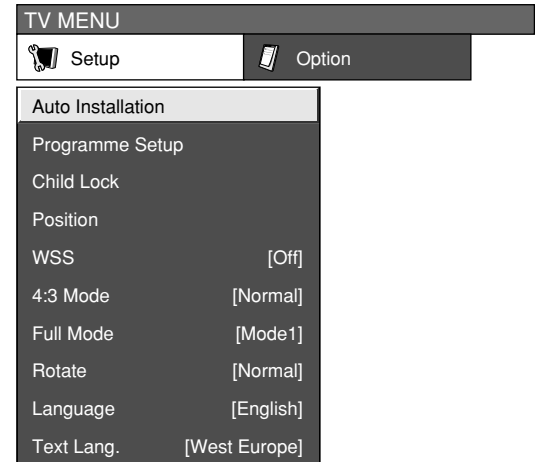 TV MENU
Setup Option
Auto Installation
Programme Setup
Child Lock
Position
WSS [Off]
4:3 Mode [Normal]
Full Mode [Mode1]
Rotate [Normal]
Language [English]
Text Lang. [West Europe]